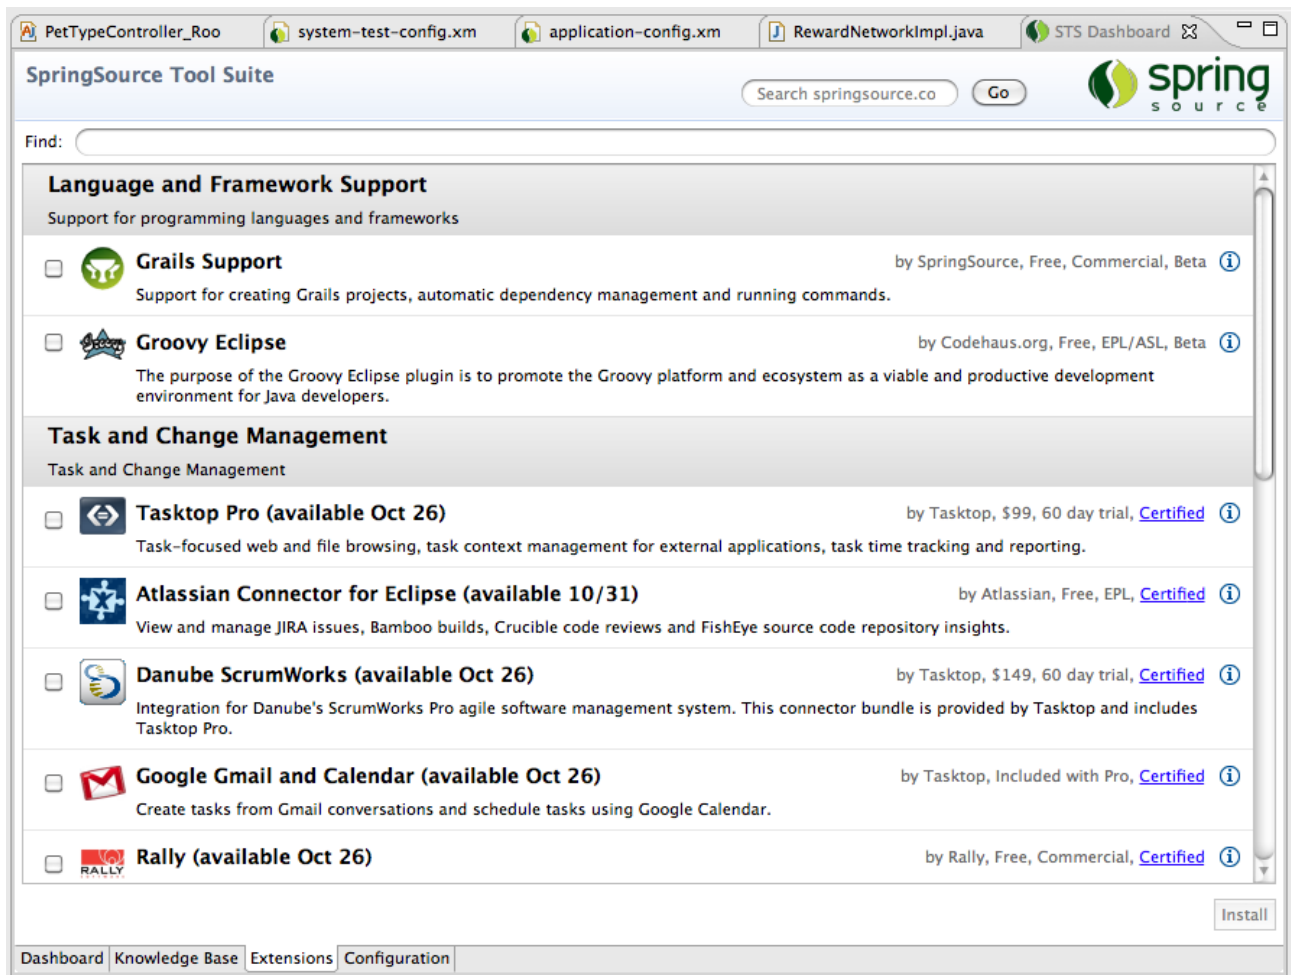 PetTypeController_Roo
system-test-config.xm
application-config.xm
RewardNetworkImpl.java
STS Dashboard
SpringSource Tool Suite
Search springsource.co
Go
spring
source
Find:
Language and Framework Support
Support for programming languages and frameworks
Grails Support
by SpringSource, Free, Commercial, Beta
Support for creating Grails projects, automatic dependency management and running commands.
Groovy
Groovy Eclipse
by Codehaus.org, Free, EPL/ASL, Beta
The purpose of the Groovy Eclipse plugin is to promote the Groovy platform and ecosystem as a viable and productive development
environment for Java developers.
Task and Change Management
Task and Change Management
Tasktop Pro (available Oct 26)
by Tasktop, $99, 60 day trial, Certified
Task-focused web and file browsing, task context management for external applications, task time tracking and reporting.
Atlassian Connector for Eclipse (available 10/31)
by Atlassian, Free, EPL, Certified
View and manage JIRA issues, Bamboo builds, Crucible code reviews and FishEye source code repository insights.
Danube ScrumWorks (available Oct 26)
by Tasktop, $149, 60 day trial, Certified
Integration for Danube's ScrumWorks Pro agile software management system. This connector bundle is provided by Tasktop and includes
Tasktop Pro.
Google Gmail and Calendar (available Oct 26)
by Tasktop, Included with Pro, Certified
Create tasks from Gmail conversations and schedule tasks using Google Calendar.
RALLY
Rally (available Oct 26)
by Rally, Free, Commercial, Certified
Install
Dashboard
Knowledge Base
Extensions
Configuration